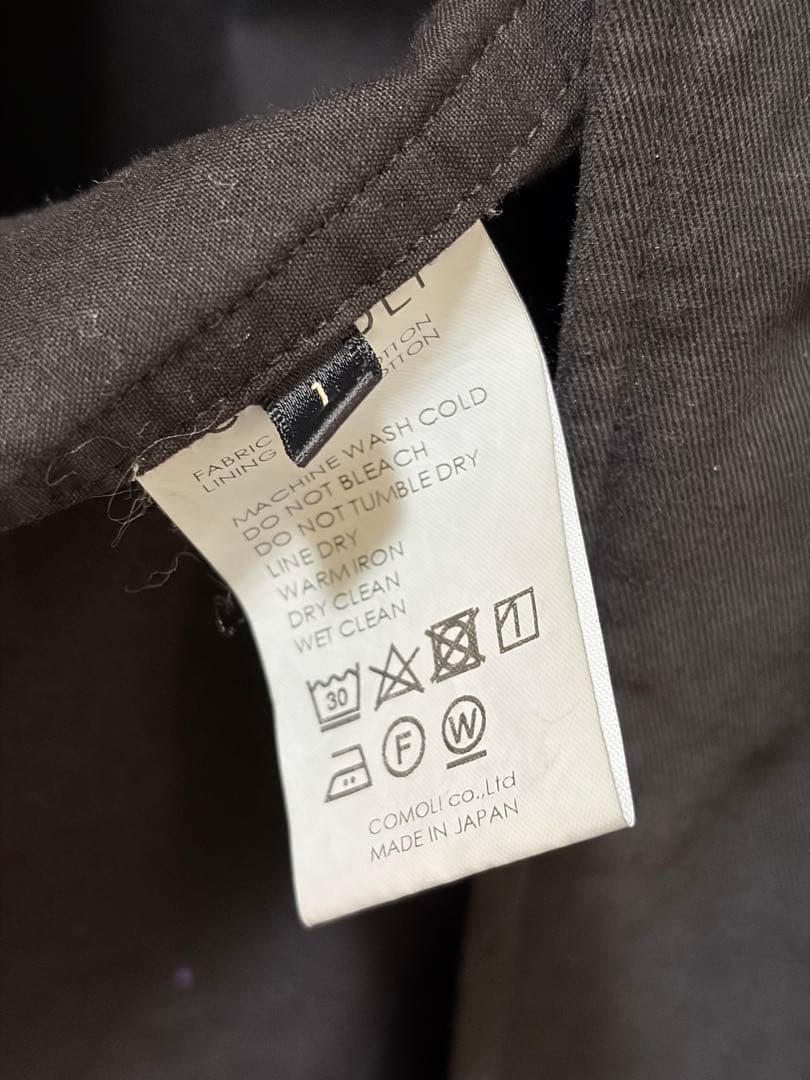 1
FABRIC
LINING
MACHINE WASH COLD
DO NOT BLEACH
DO NOT TUMBLE DRY
LINE DRY
WARM IRON
DRY CLEAN
WET CLEAN
30
F W
COMOLI co.,Ltd
MADE IN JAPAN